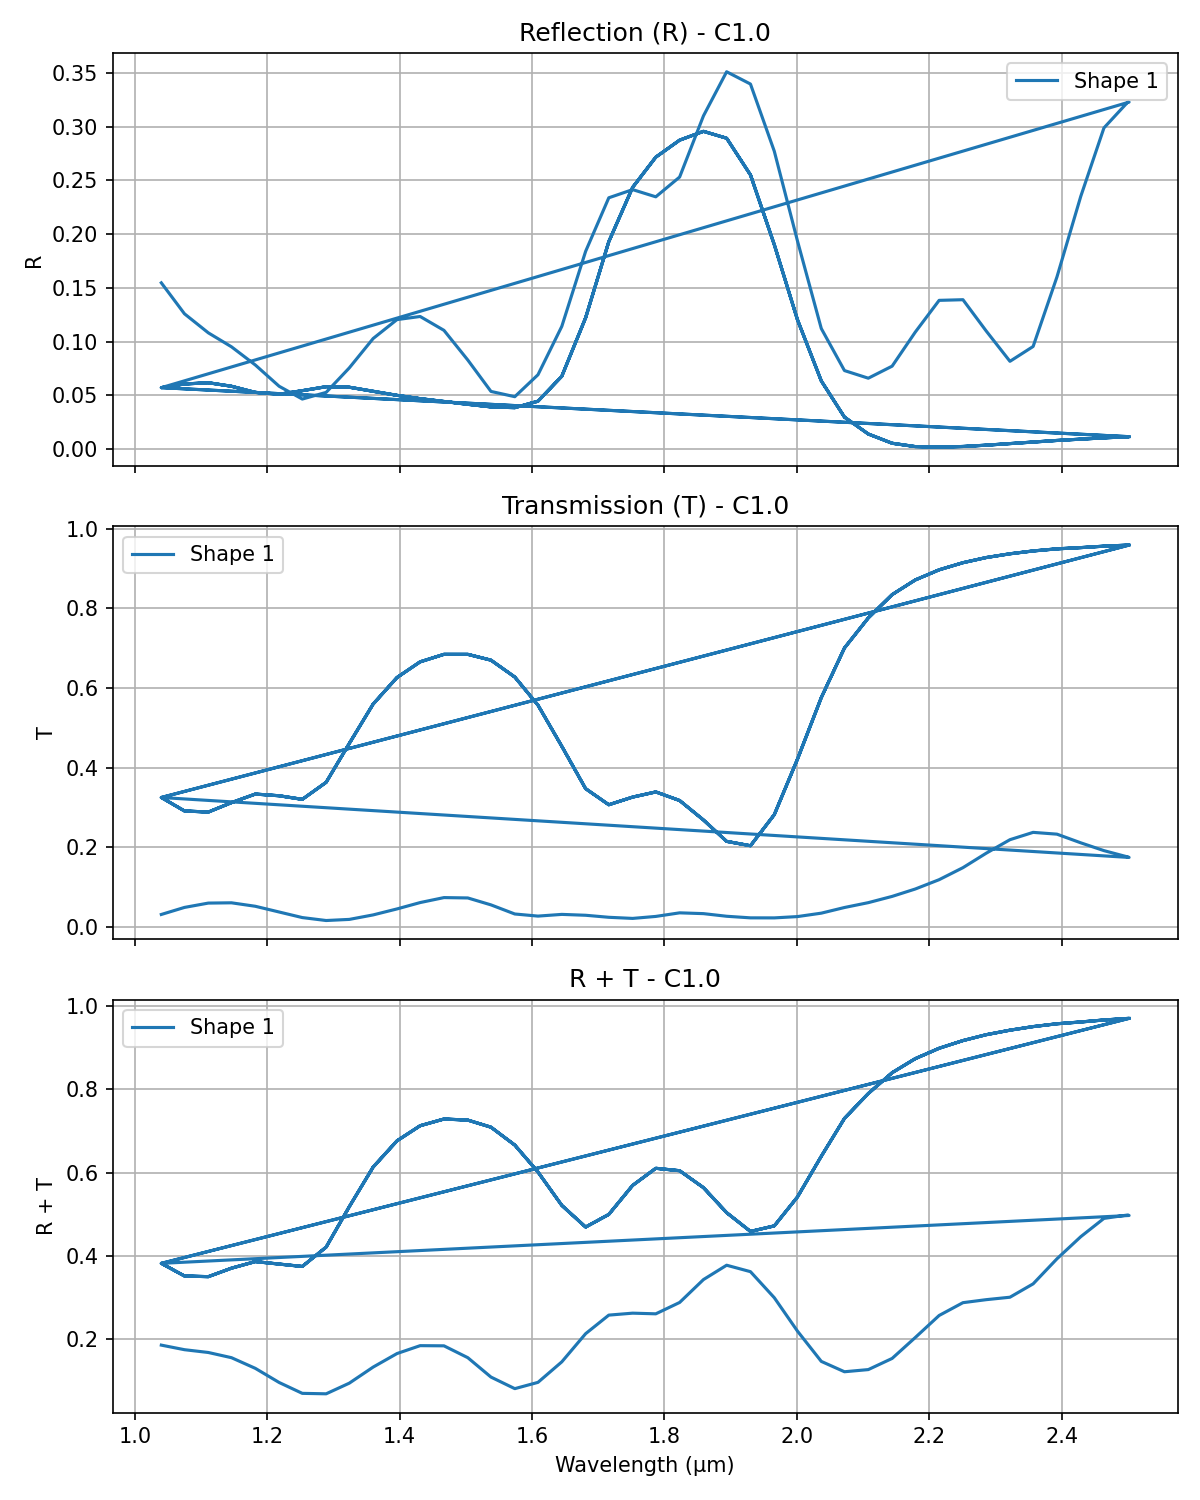 Reflection (R) - C1.0
0.35
0.30
0.25
0.20
0.15
0.10
0.05
0.00
R
Shape 1
Transmission (T) - C1.0
1.0
0.8
0.6
0.4
0.2
0.0
T
Shape 1
R + T - C1.0
1.0
0.8
0.6
0.4
0.2
R + T
Shape 1
1.0 1.2 1.4 1.6 1.8 2.0 2.2 2.4
Wavelength (μm)